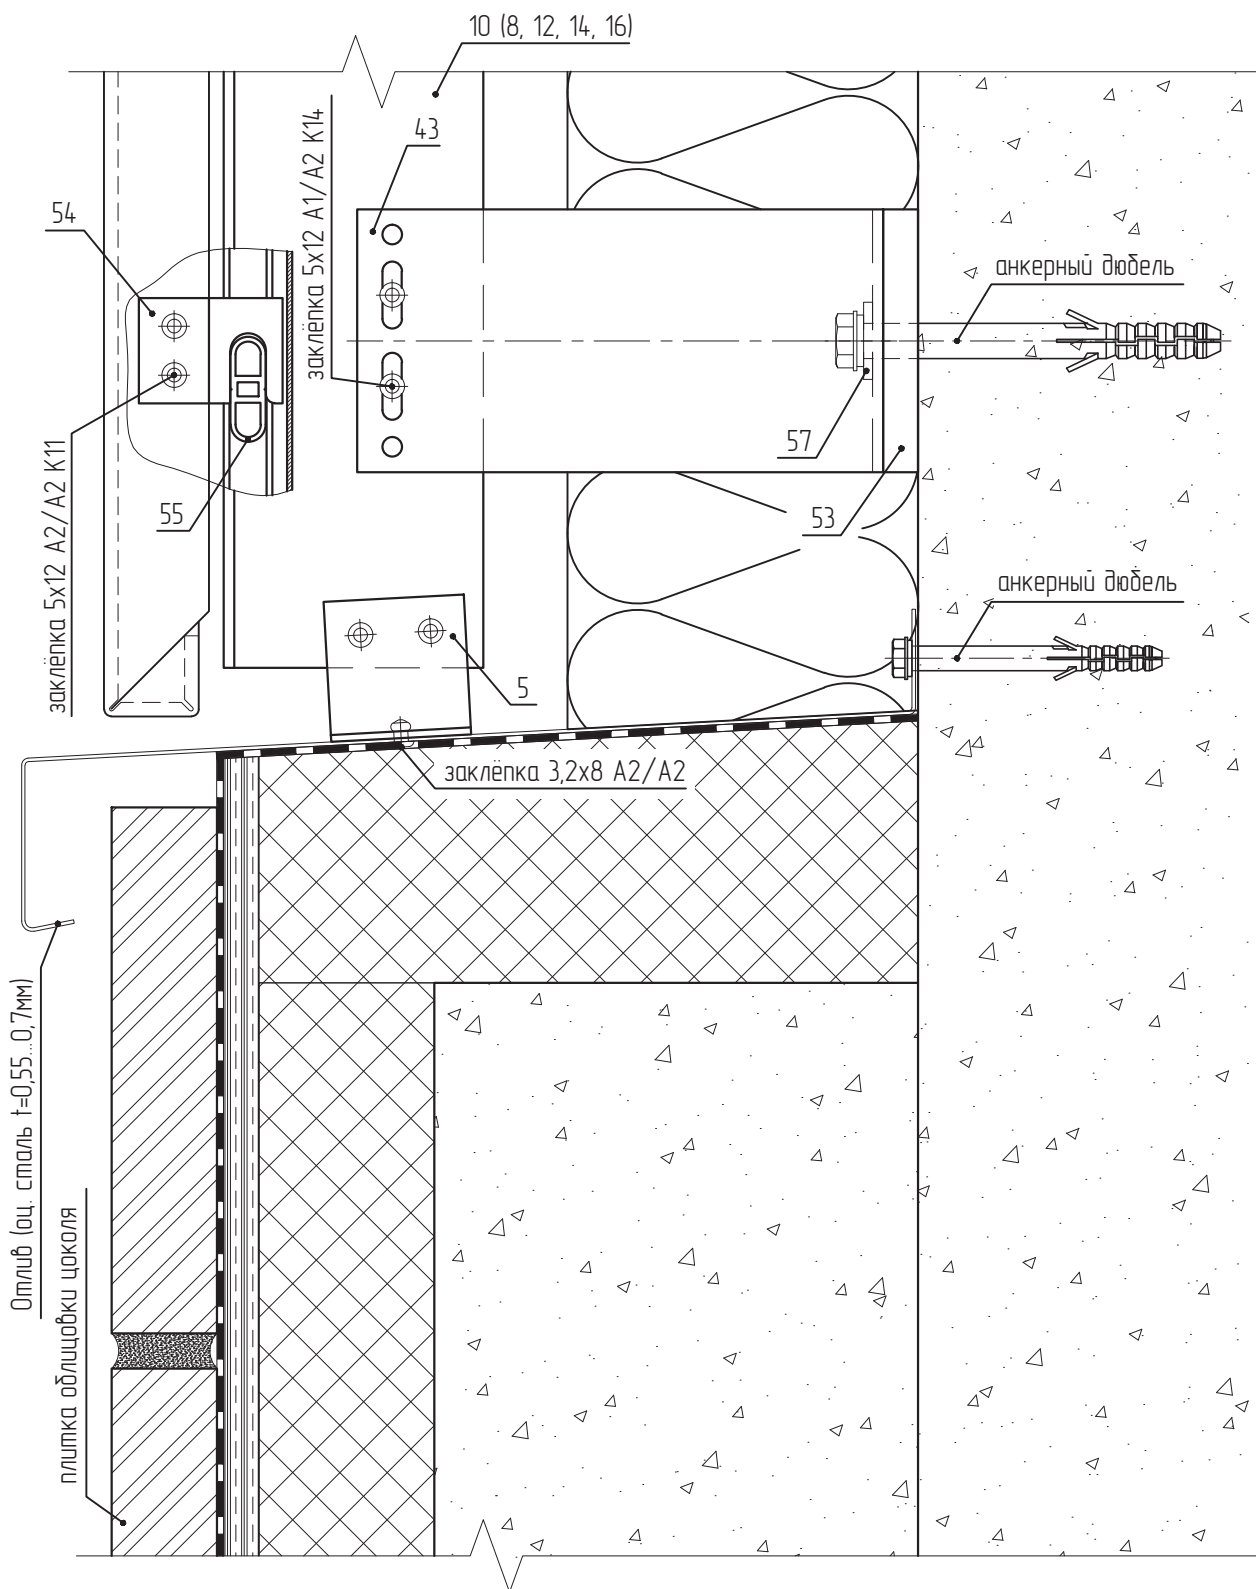 10 (8, 12, 14, 16)
43
заклёпка 5х12 А1/А2 К14
54
анкерный дюбель
57
53
55
заклёпка 5х12 А2/А2 К11
анкерный дюбель
5
заклёпка 3,2х8 А2/А2
Отлив (оц. сталь t=0,55...0,7мм)
плитка облицовки цоколя